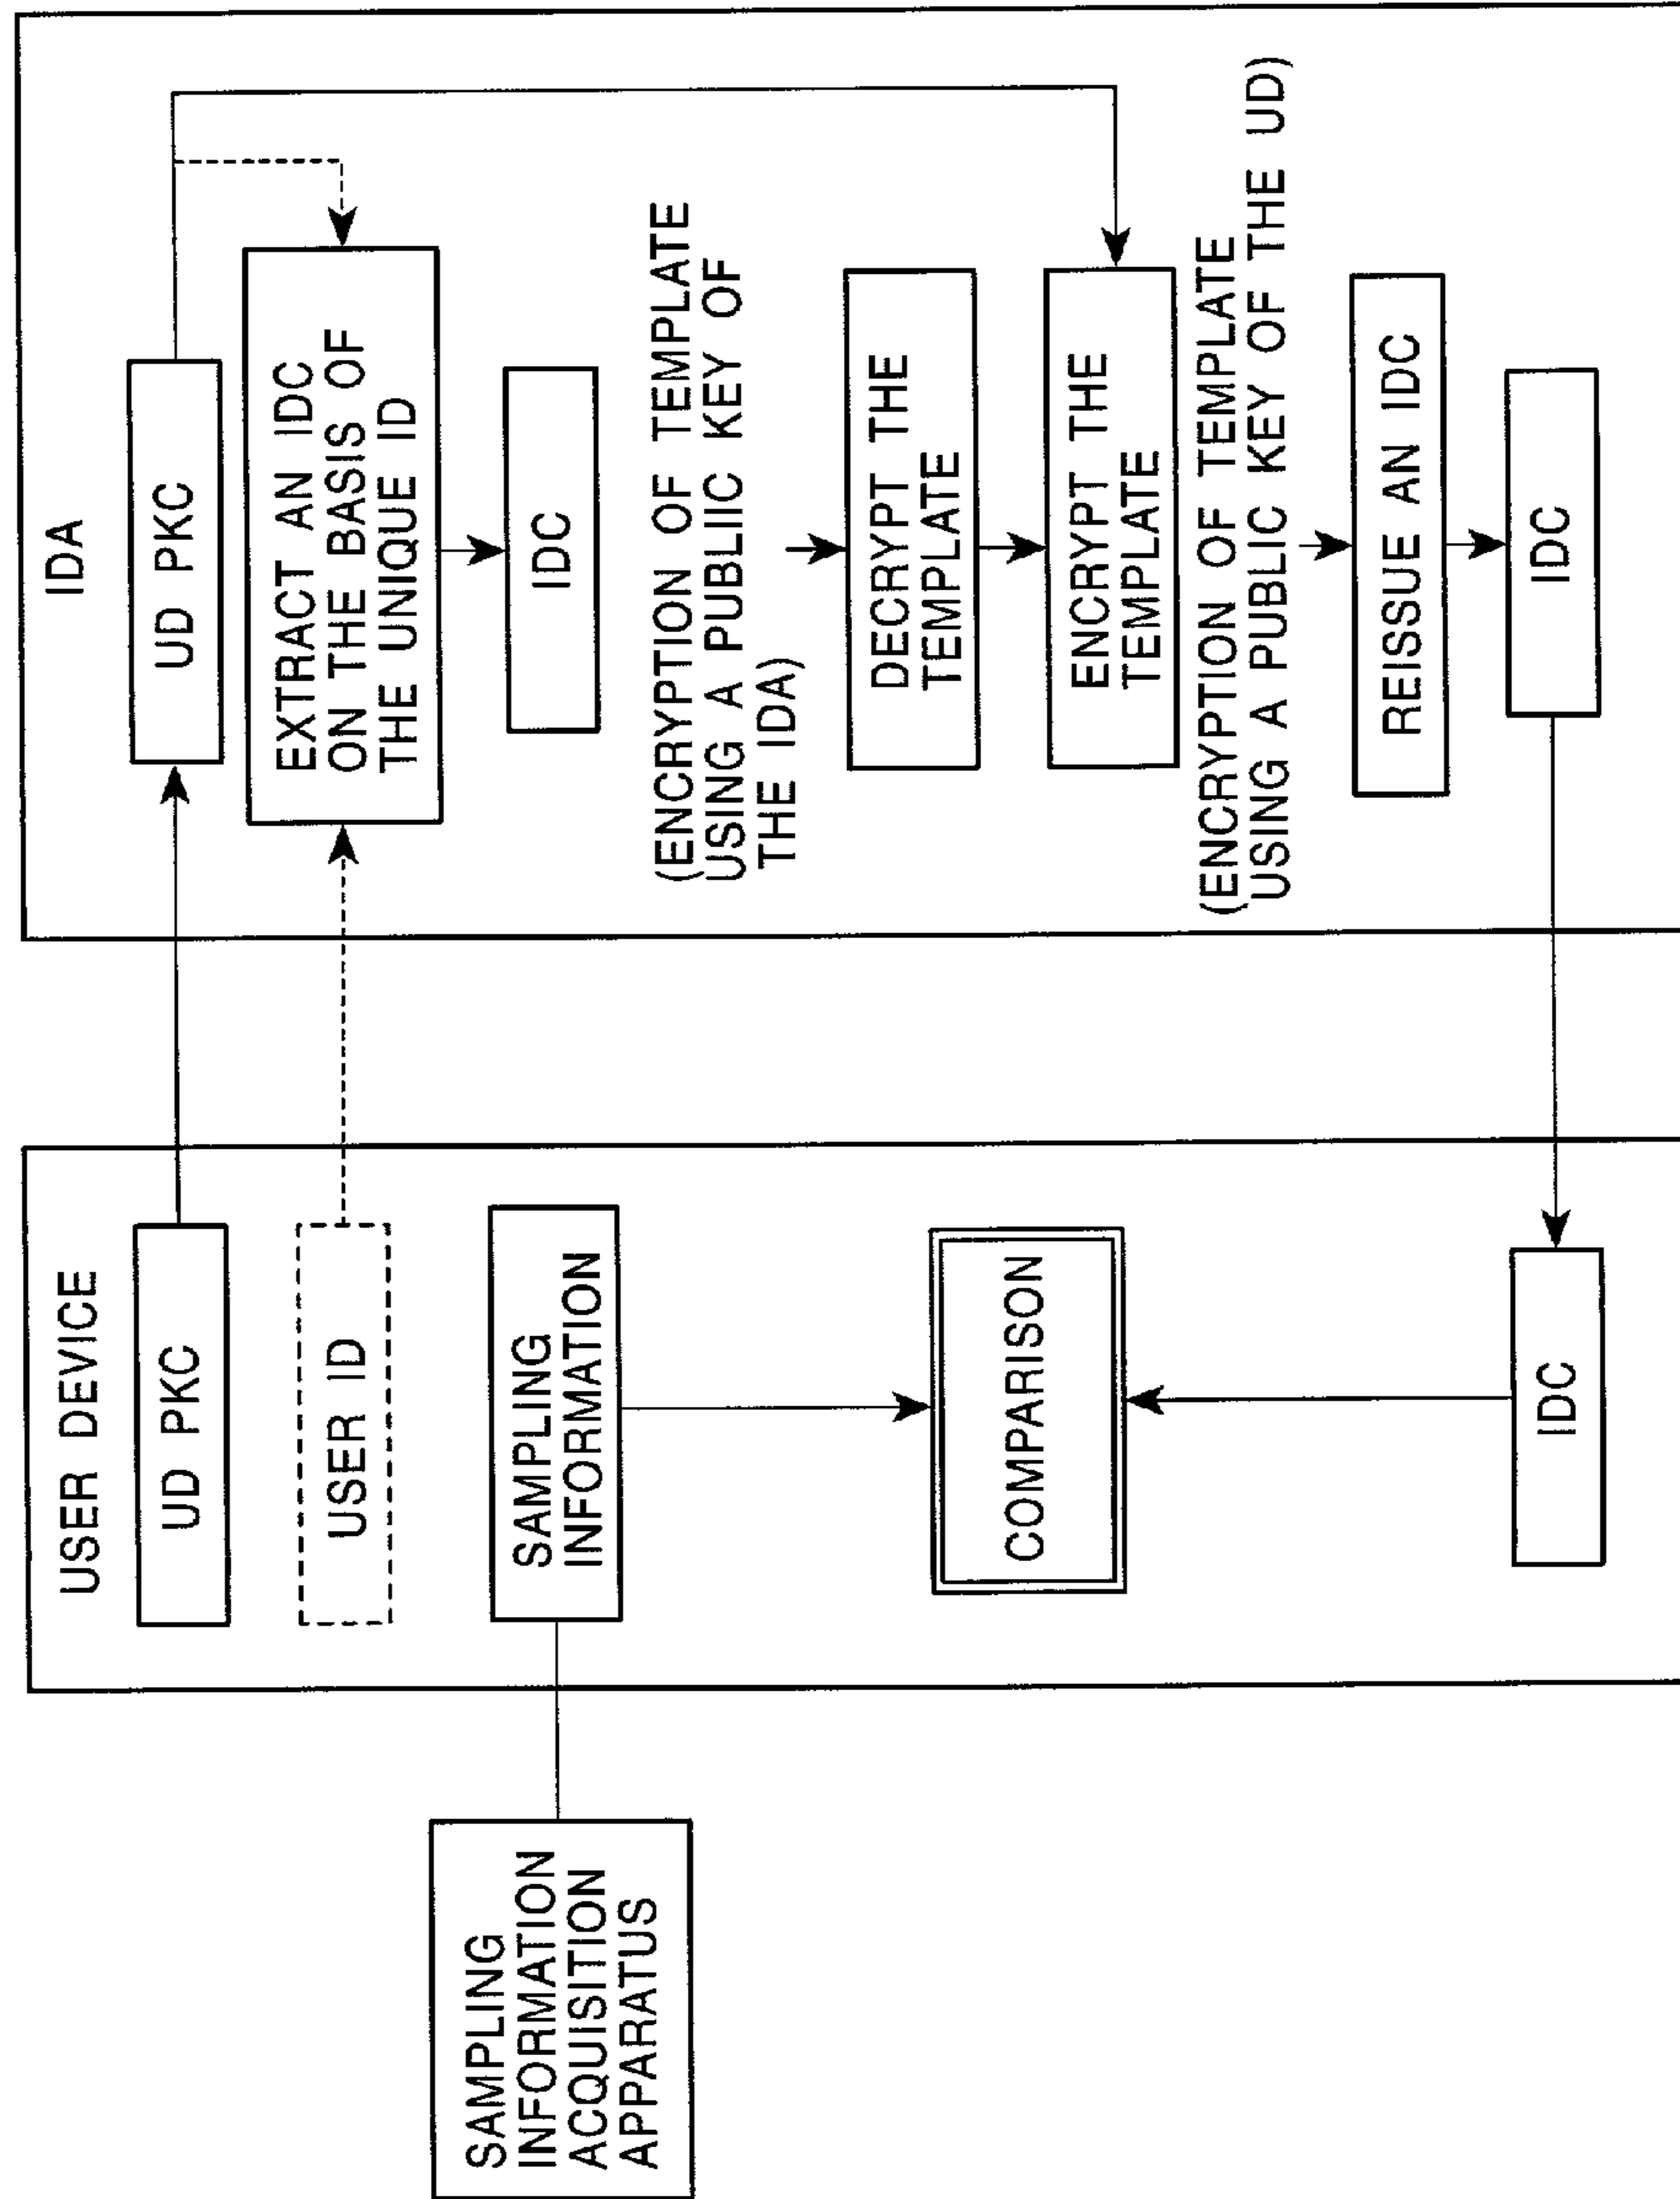 SAMPLING
INFORMATION
ACQUISITION
APPARATUS
USER DEVICE
UD PKC
USER ID
SAMPLING
INFORMATION
COMPARISON
IDC
IDA
UD PKC
EXTRACT AN IDC
ON THE BASIS OF
THE UNIQUE ID
IDC
(ENCRYPTION OF TEMPLATE
USING A PUBLIIC KEY OF
THE IDA)
DECRYPT THE
TEMPLATE
ENCRYPT THE
TEMPLATE
(ENCRYPTION OF TEMPLATE
USING A PUBLIC KEY OF THE UD)
REISSUE AN IDC
IDC